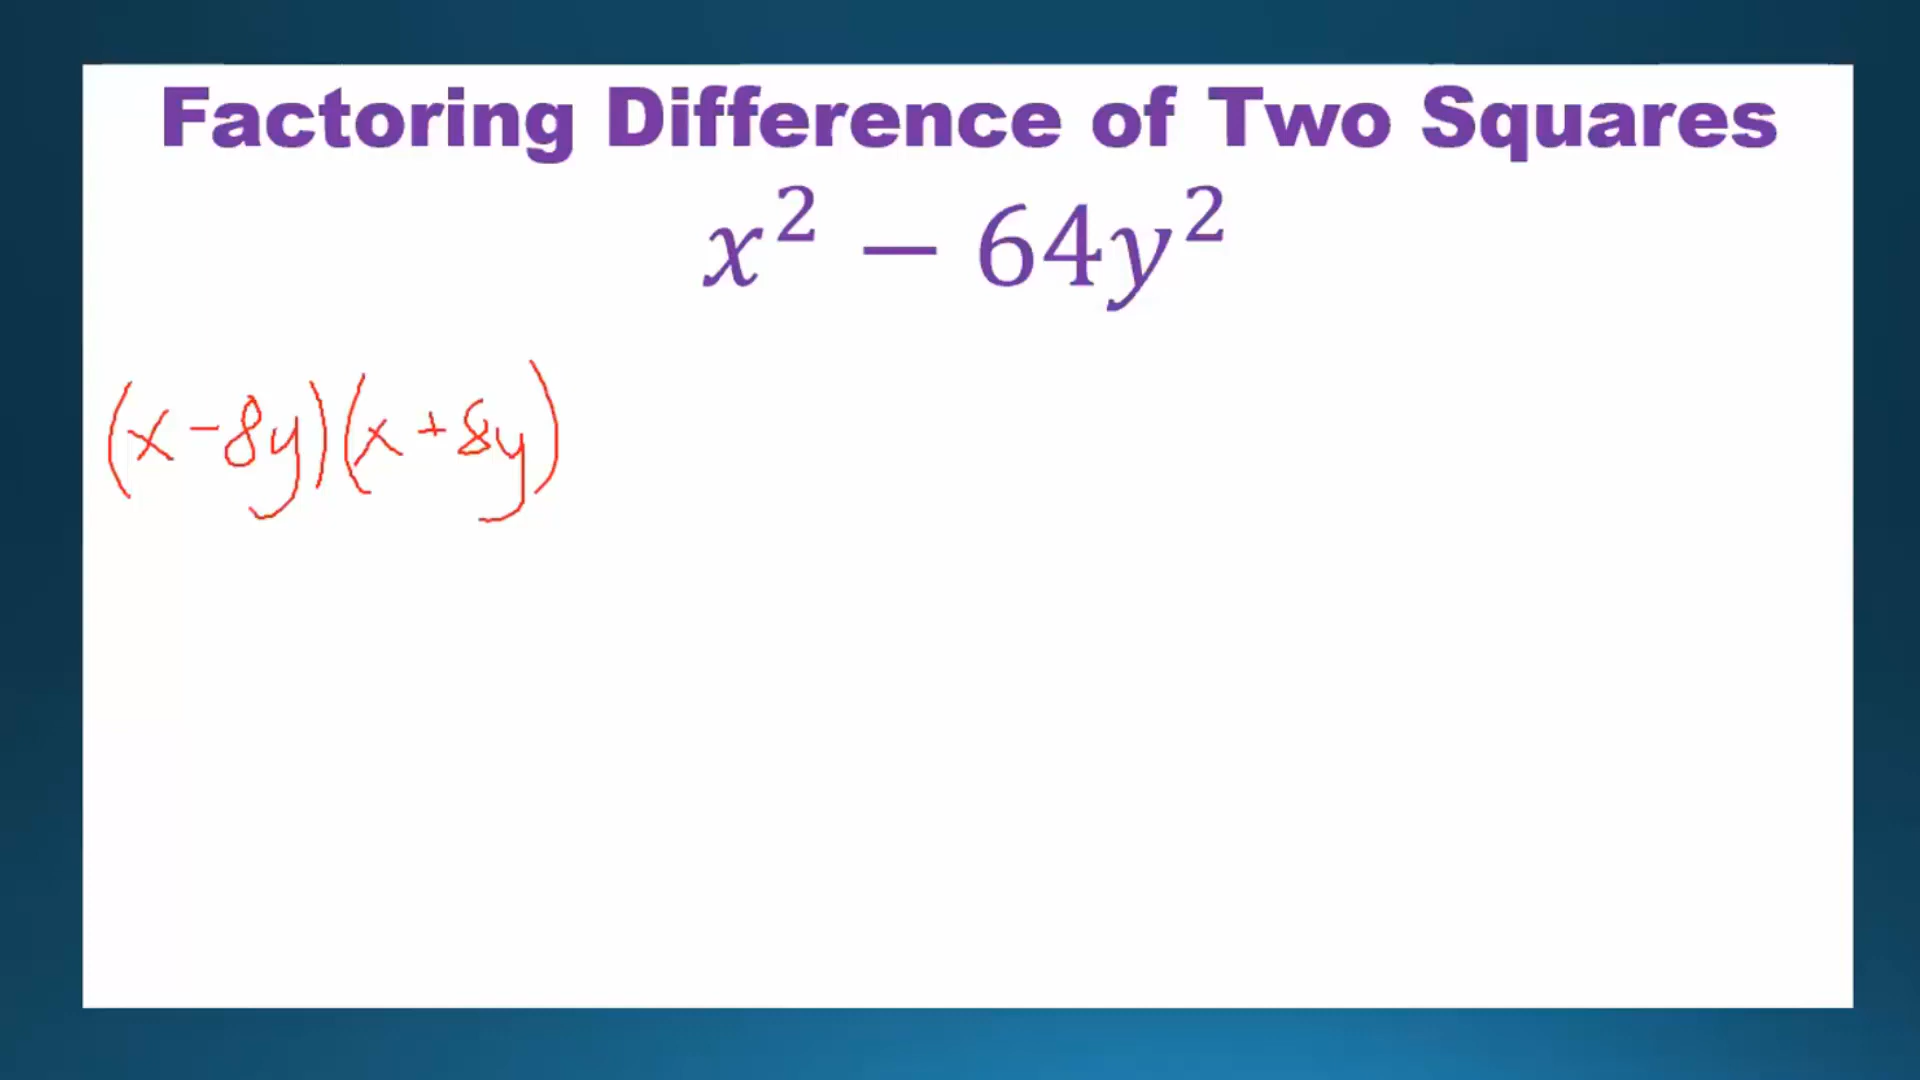 Factoring Difference of Two Squares
x² − 64y²
(x - 8y)(x + 8y)